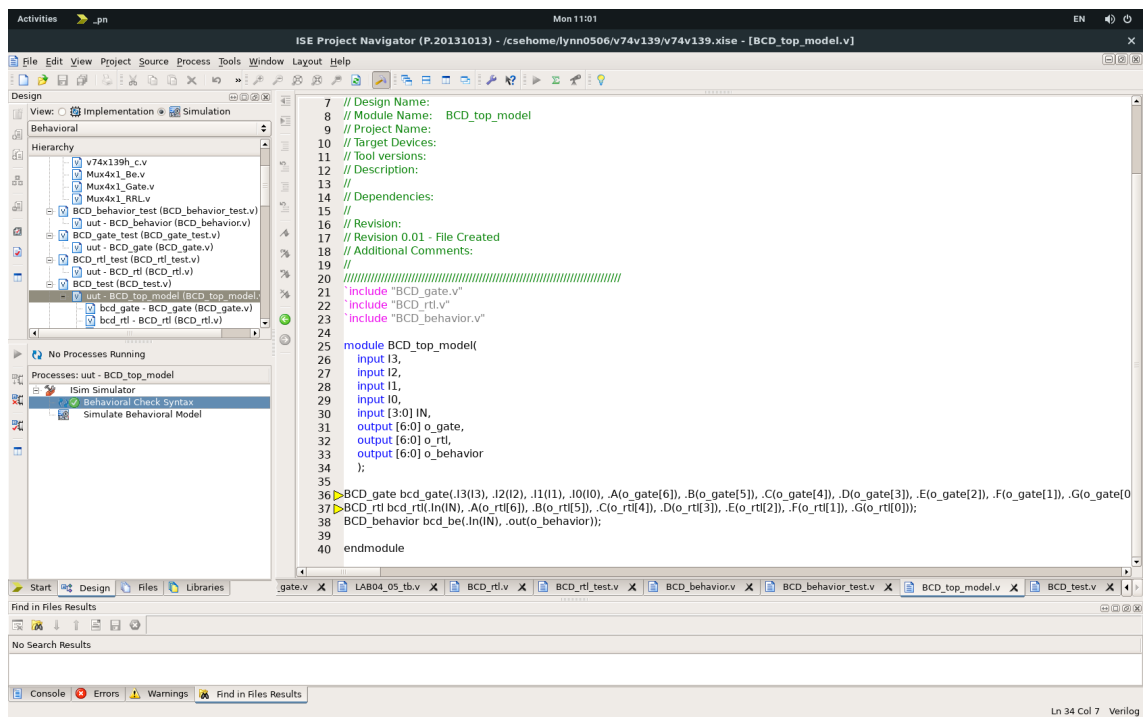 Activities _pn Mon 11:01 EN
ISE Project Navigator (P.20131013) - /csehome/lynn0506/v74v139/v74v139.xise - [BCD_top_model.v]
File Edit View Project Source Process Tools Window Layout Help
Design
View: Implementation Simulation
Behavioral
Hierarchy
v74x139h_c.v
Mux4x1_Be.v
Mux4x1_Gate.v
Mux4x1_RRL.v
BCD_behavior_test (BCD_behavior_test.v)
uut - BCD_behavior (BCD_behavior.v)
BCD_gate_test (BCD_gate_test.v)
uut - BCD_gate (BCD_gate.v)
BCD_rtl_test (BCD_rtl_test.v)
uut - BCD_rtl (BCD_rtl.v)
BCD_test (BCD_test.v)
uut - BCD_top_model (BCD_top_model.
bcd_gate - BCD_gate (BCD_gate.v)
bcd_rtl - BCD_rtl (BCD_rtl.v)
No Processes Running
Processes: uut - BCD_top_model
ISim Simulator
Behavioral Check Syntax
Simulate Behavioral Model
Start Design Files Libraries
7 // Design Name:
8 // Module Name: BCD_top_model
9 // Project Name:
10 // Target Devices:
11 // Tool versions:
12 // Description:
13 //
14 // Dependencies:
15 //
16 // Revision:
17 // Revision 0.01 - File Created
18 // Additional Comments:
19 //
20 ////////////////////////////////////////////////////////////////////////////////
21 `include "BCD_gate.v"
22 `include "BCD_rtl.v"
23 `include "BCD_behavior.v"
24
25 module BCD_top_model(
26 input I3,
27 input I2,
28 input I1,
29 input I0,
30 input [3:0] IN,
31 output [6:0] o_gate,
32 output [6:0] o_rtl,
33 output [6:0] o_behavior
34 );
35
36 BCD_gate bcd_gate(.I3(I3), .I2(I2), .I1(I1), .I0(I0), .A(o_gate[6]), .B(o_gate[5]), .C(o_gate[4]), .D(o_gate[3]), .E(o_gate[2]), .F(o_gate[1]), .G(o_gate[0
37 BCD_rtl bcd_rtl(.In(IN), .A(o_rtl[6]), .B(o_rtl[5]), .C(o_rtl[4]), .D(o_rtl[3]), .E(o_rtl[2]), .F(o_rtl[1]), .G(o_rtl[0]));
38 BCD_behavior bcd_be(.In(IN), .out(o_behavior));
39
40 endmodule
_gate.v LAB04_05_tb.v BCD_rtl.v BCD_rtl_test.v BCD_behavior.v BCD_behavior_test.v BCD_top_model.v BCD_test.v
Find in Files Results
No Search Results
Console Errors Warnings Find in Files Results
Ln 34 Col 7 Verilog